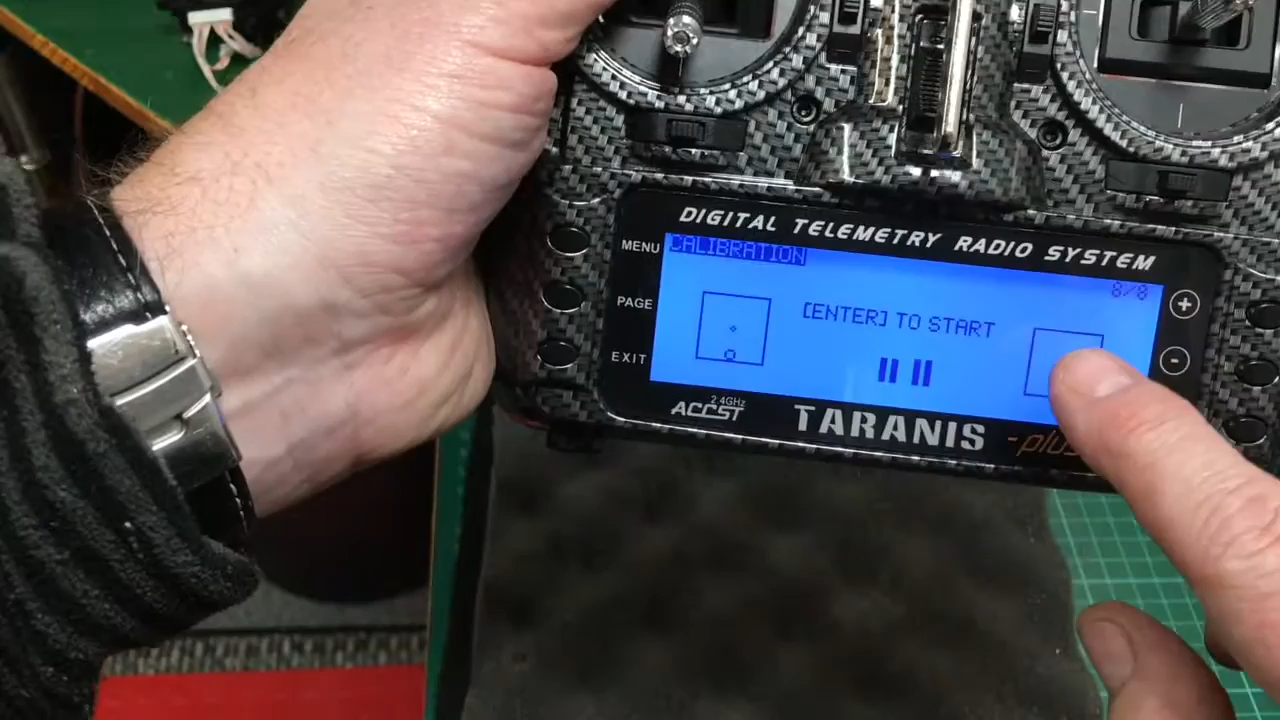 DIGITAL TELEMETRY RADIO SYSTEM
MENU
PAGE
EXIT
CALIBRATION
8/8
[ENTER] TO START
+
-
2.4GHz
ACCST
TARANIS
-plus